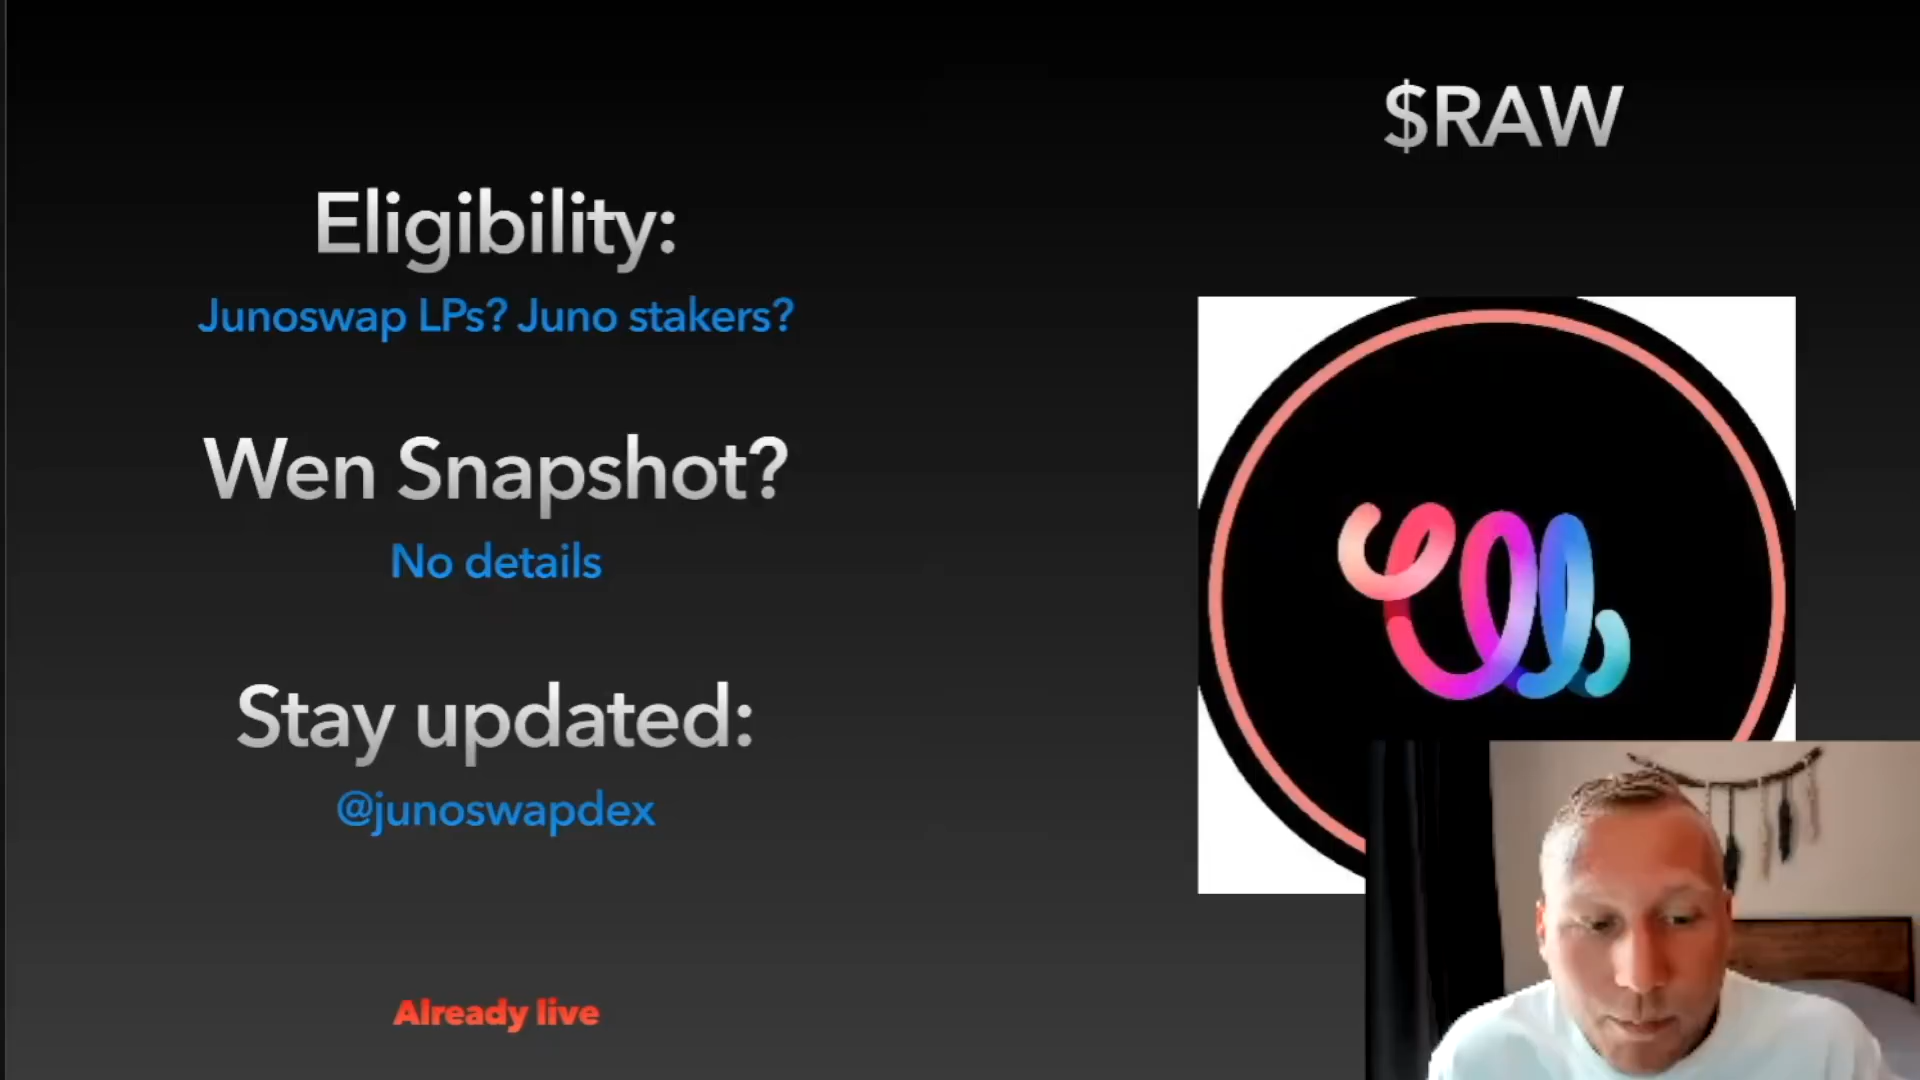 $RAW
Eligibility:
Junoswap LPs? Juno stakers?
Wen Snapshot?
No details
Stay updated:
@junoswapdex
Already live